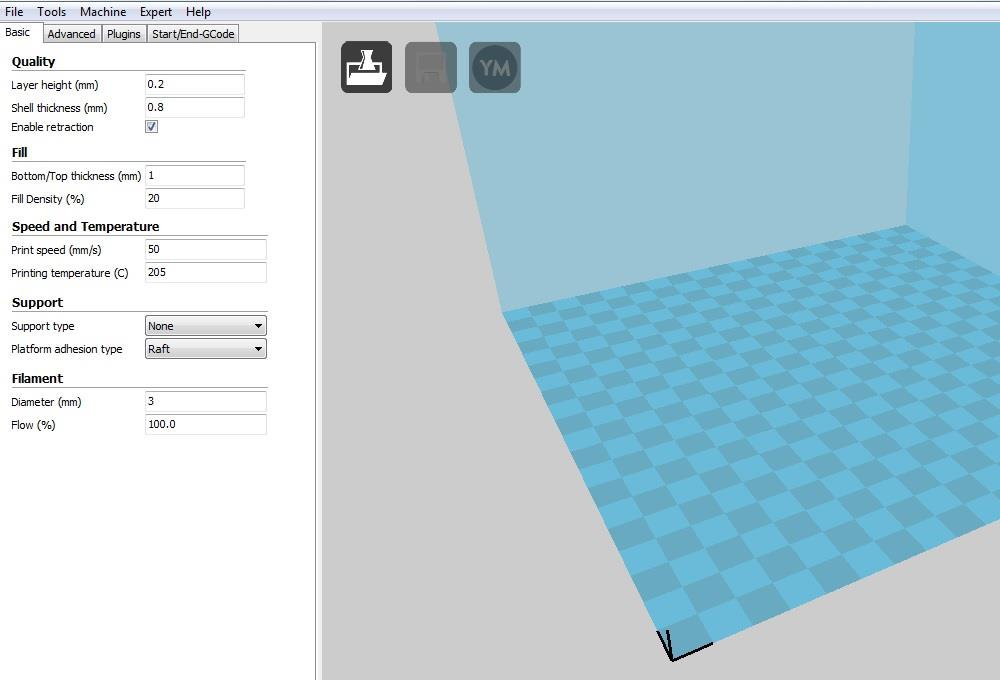 File Tools Machine Expert Help
Basic Advanced Plugins Start/End-GCode
Quality
Layer height (mm) 0.2
Shell thickness (mm) 0.8
Enable retraction
Fill
Bottom/Top thickness (mm) 1
Fill Density (%) 20
Speed and Temperature
Print speed (mm/s) 50
Printing temperature (C) 205
Support
Support type None
Platform adhesion type Raft
Filament
Diameter (mm) 3
Flow (%) 100.0
YM